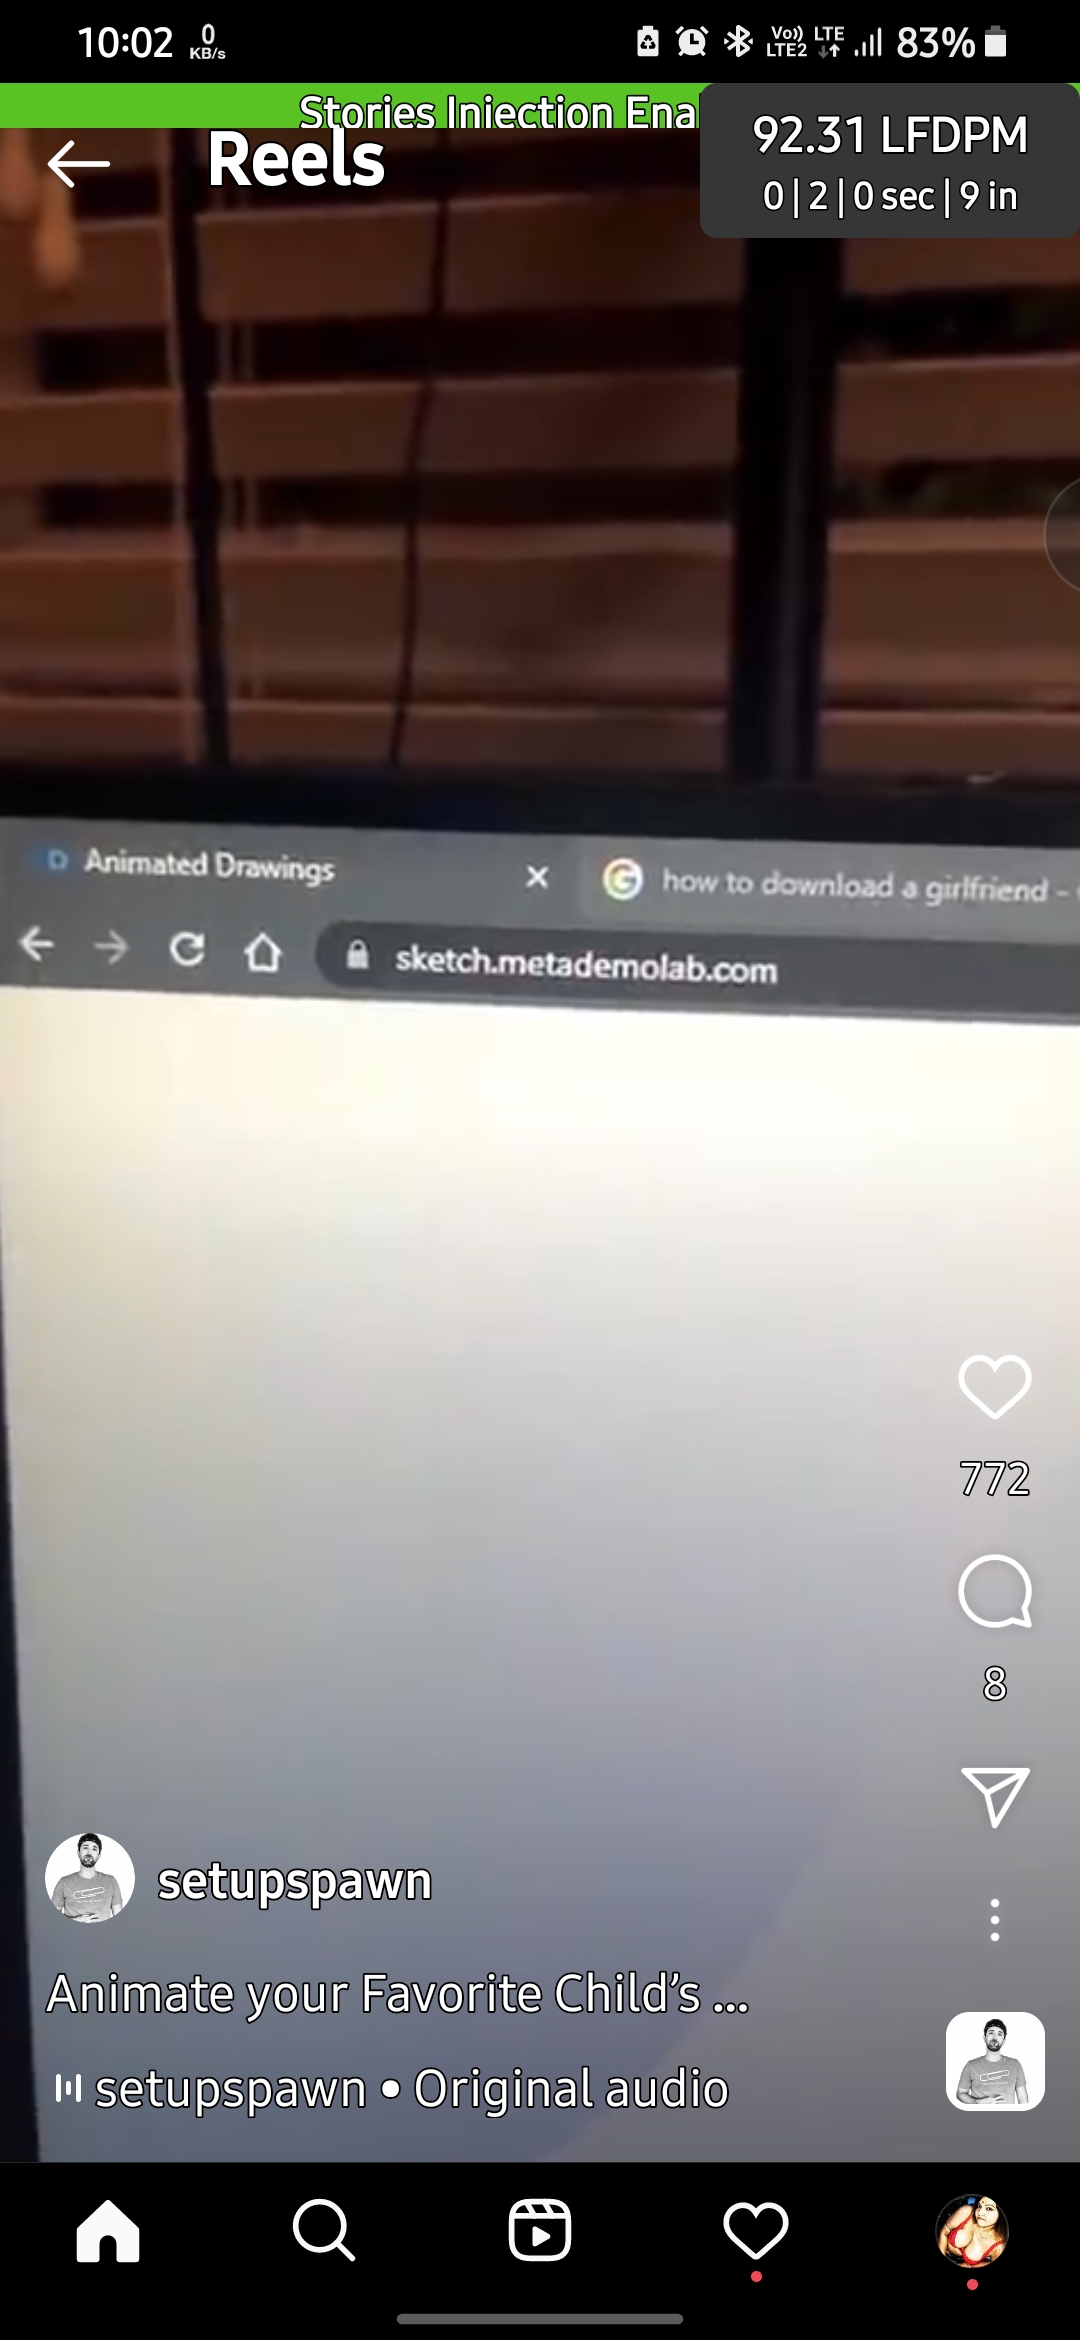 10:02
0
KB/s
Vo))
LTE2
LTE
83%
Stories Injection Ena
92.31 LFDPM
0 | 2 | 0 sec | 9 in
Reels
D Animated Drawings
how to download a girlfriend -
sketch.metademolab.com
772
8
setupspawn
Animate your Favorite Child’s ...
setupspawn • Original audio